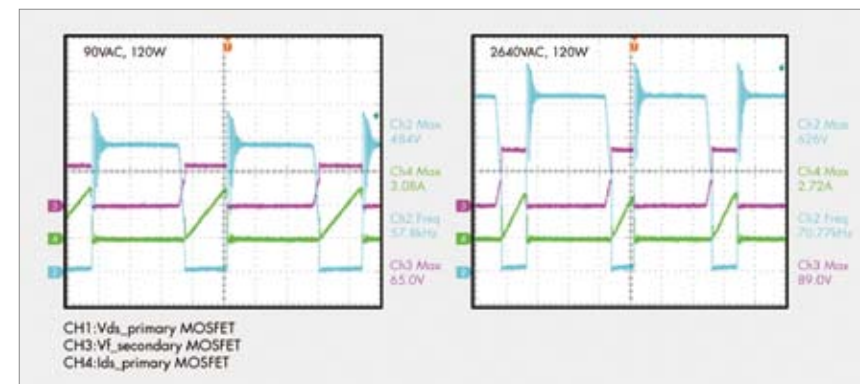 90VAC, 120W
Ch2 Max
484V
Ch4 Max
3.08A
Ch2 Freq
57.8kHz
Ch3 Max
65.0V
2640VAC, 120W
Ch2 Max
626V
Ch4 Max
2.72A
Ch2 Freq
70.77kHz
Ch3 Max
89.0V
CH1:Vds_primary MOSFET
CH3:Vf_secondary MOSFET
CH4:Ids_primary MOSFET